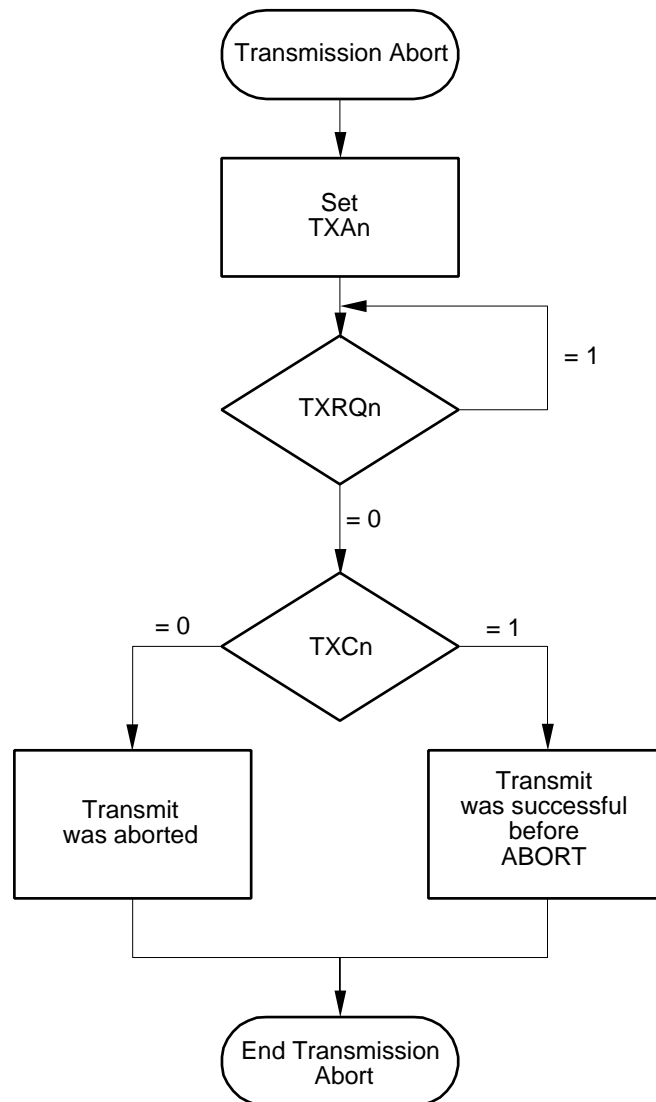 Transmission Abort
Set
TXAn
= 1
TXRQn
= 0
= 0
TXCn
= 1
Transmit
was aborted
Transmit
was successful
before
ABORT
End Transmission
Abort